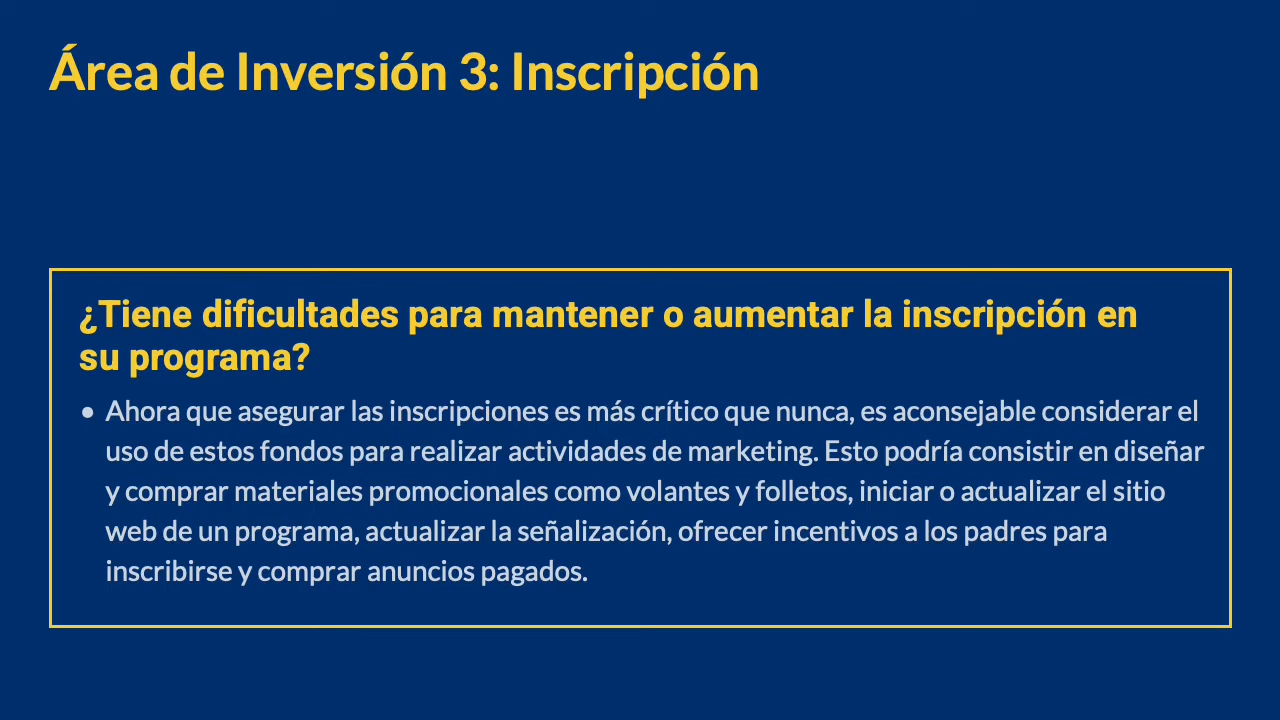 Área de Inversión 3: Inscripción
¿Tiene dificultades para mantener o aumentar la inscripción en
su programa?
● Ahora que asegurar las inscripciones es más crítico que nunca, es aconsejable considerar el
uso de estos fondos para realizar actividades de marketing. Esto podría consistir en diseñar
y comprar materiales promocionales como volantes y folletos, iniciar o actualizar el sitio
web de un programa, actualizar la señalización, ofrecer incentivos a los padres para
inscribirse y comprar anuncios pagados.